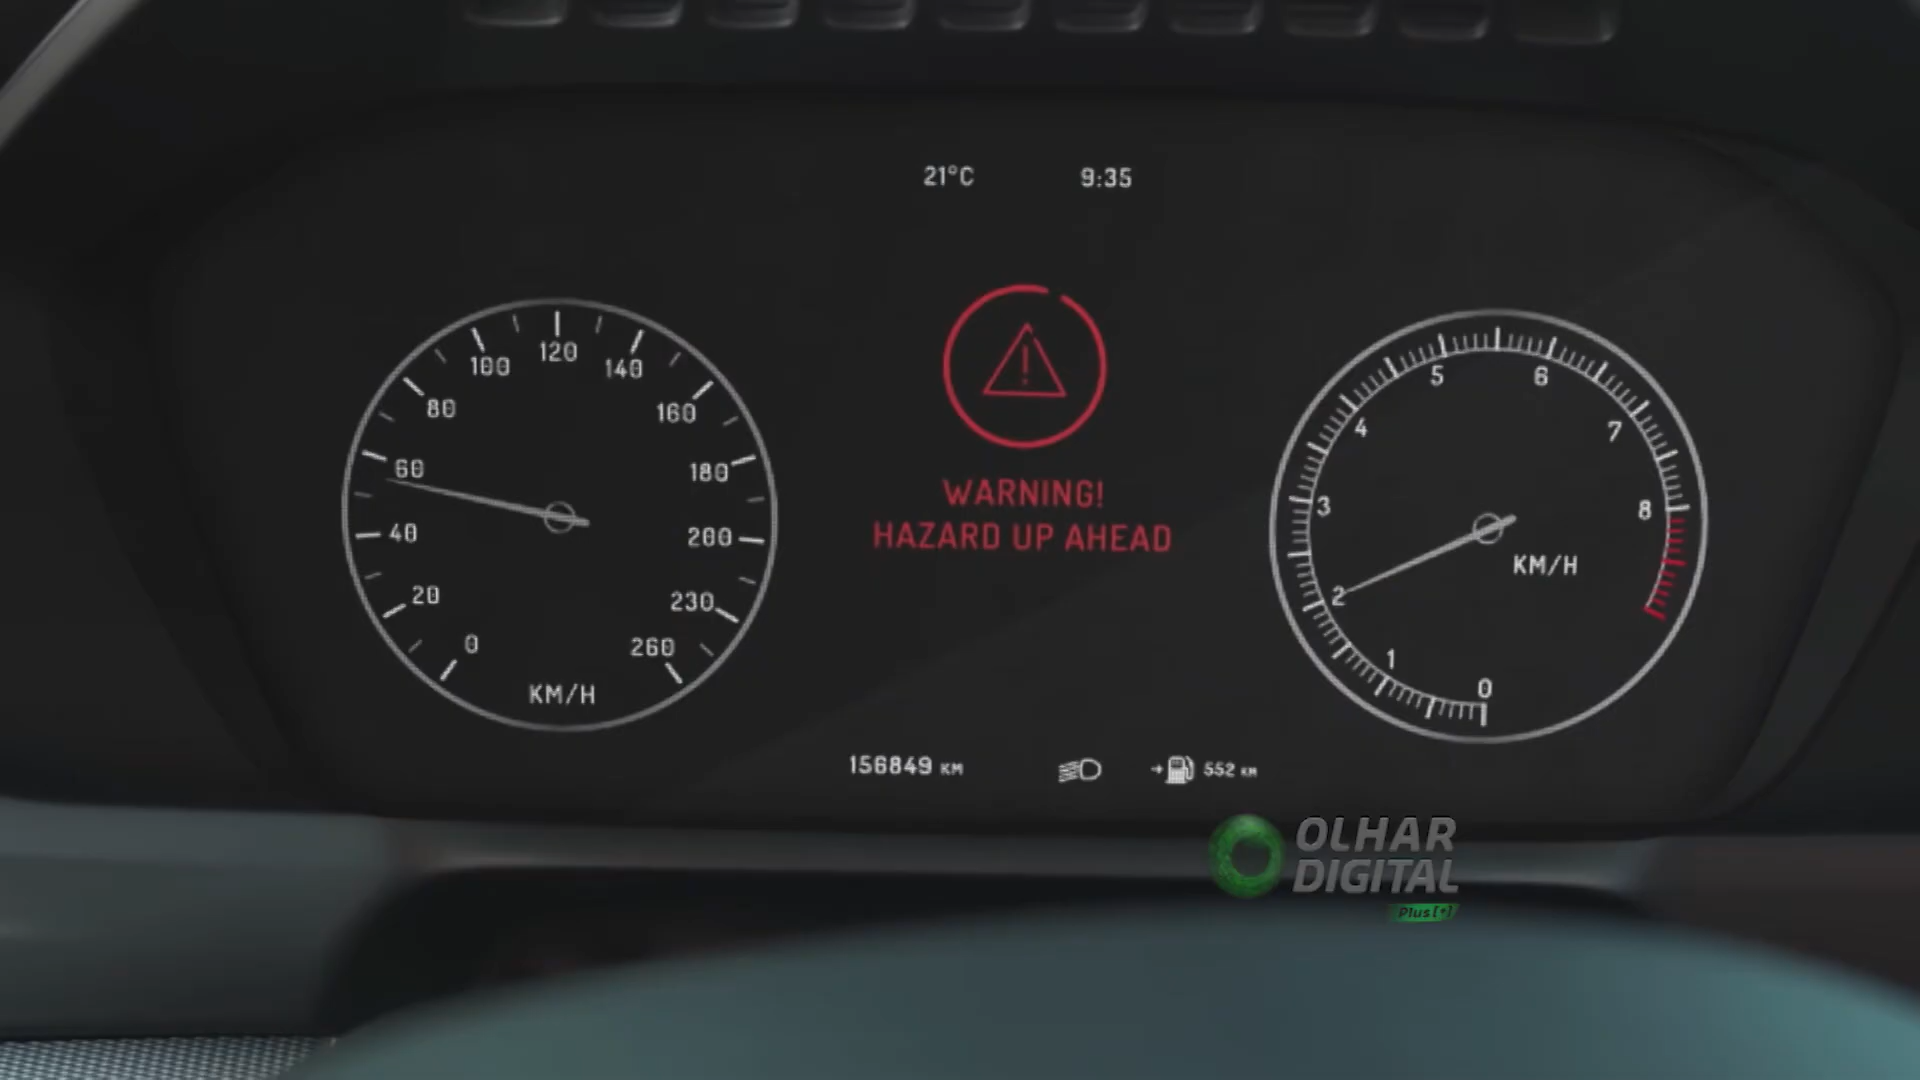 21°C 9:35
0 20 40 60 80 100 120 140 160 180 200 230 260
KM/H
WARNING!
HAZARD UP AHEAD
0 1 2 3 4 5 6 7 8
KM/H
156849 KM
552 KM
OLHAR
DIGITAL
Plus[+]